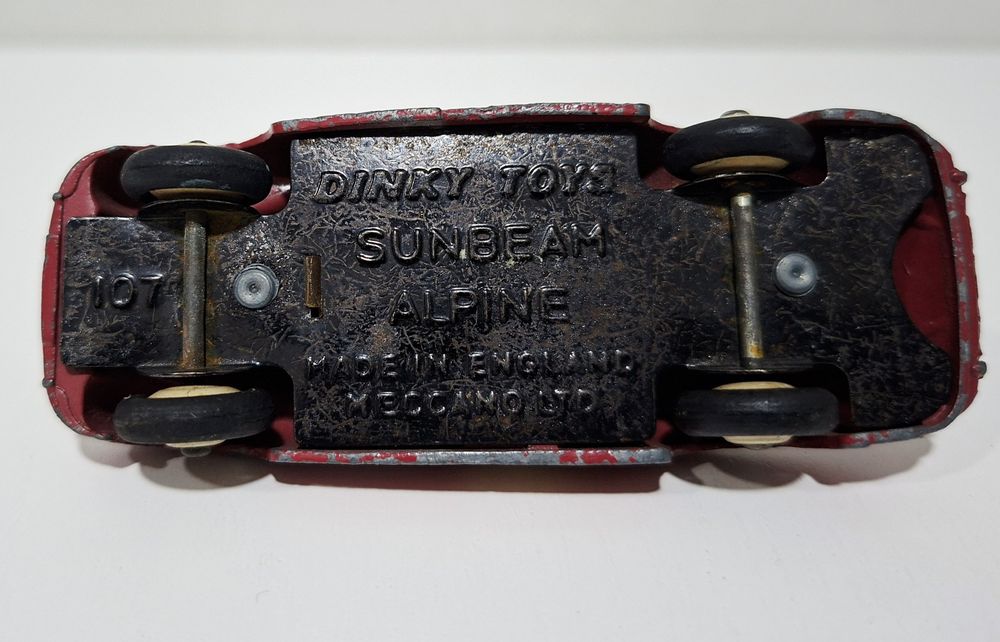 DINKY TOYS
SUNBEAM
107
ALPINE
MADE IN ENGLAND
MECCANO LTD